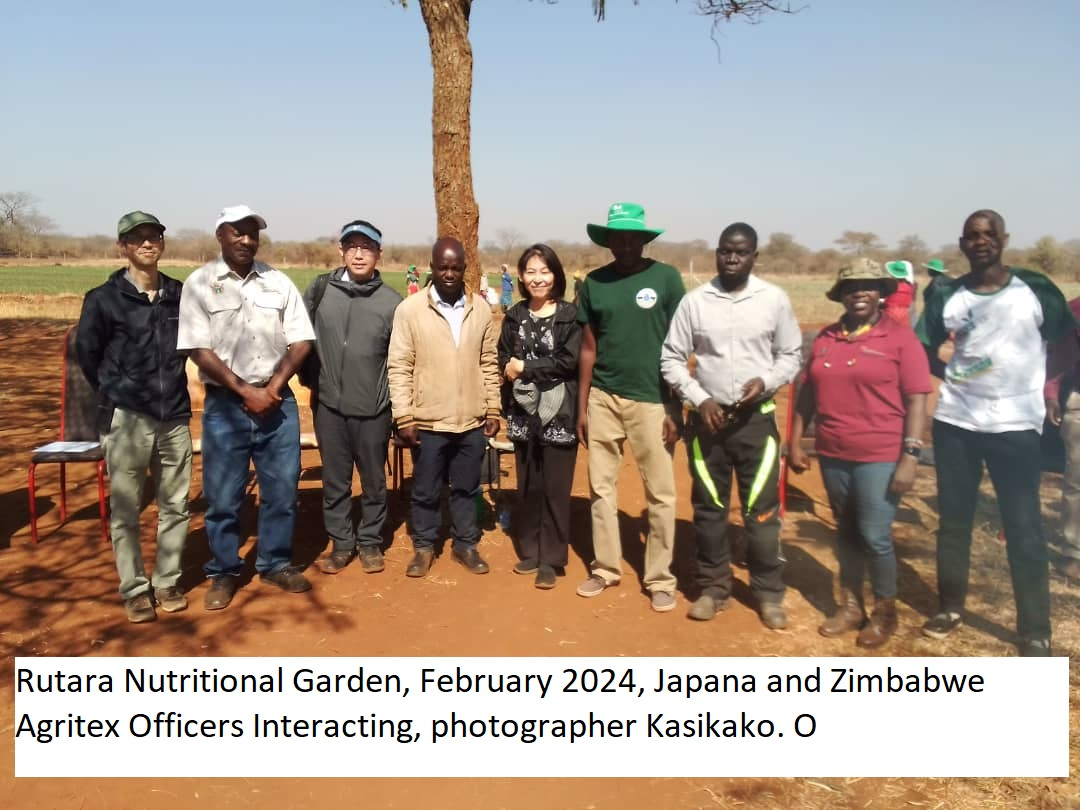 Rutara Nutritional Garden, February 2024, Japana and Zimbabwe
Agritex Officers Interacting, photographer Kasikako. O